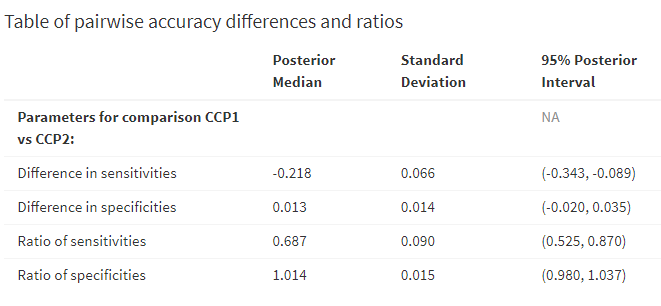 Table of pairwise accuracy differences and ratios
Posterior Median Standard Deviation 95% Posterior Interval
Parameters for comparison CCP1 vs CCP2: NA
Difference in sensitivities -0.218 0.066 (-0.343, -0.089)
Difference in specificities 0.013 0.014 (-0.020, 0.035)
Ratio of sensitivities 0.687 0.090 (0.525, 0.870)
Ratio of specificities 1.014 0.015 (0.980, 1.037)